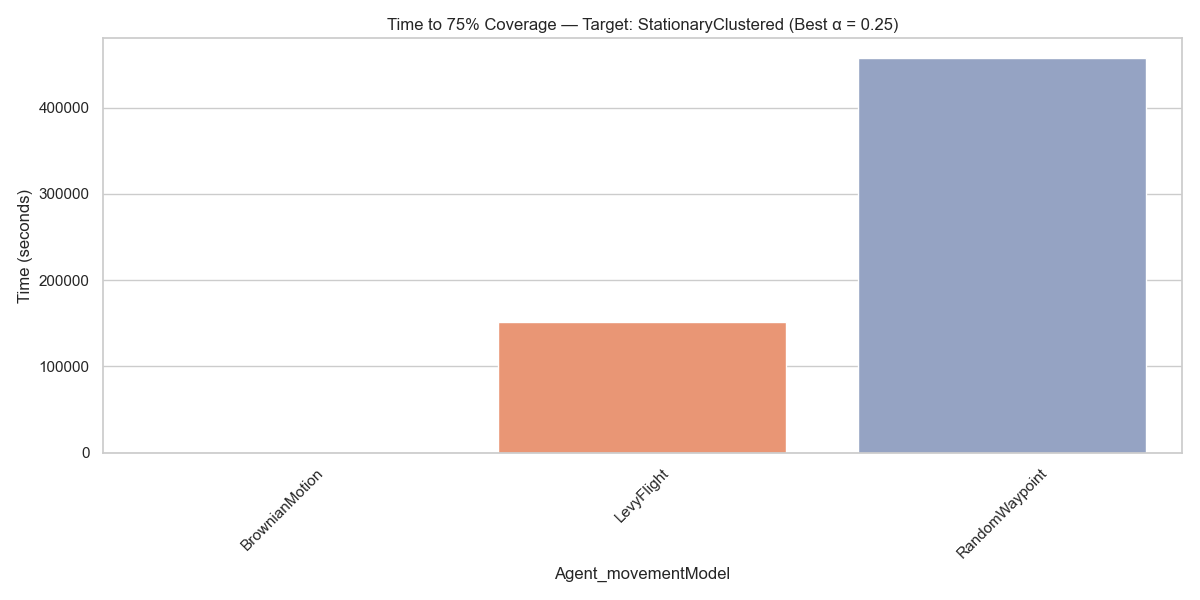 Time to 75% Coverage — Target: StationaryClustered (Best α = 0.25)
Time (seconds)
400000
300000
200000
100000
0
BrownianMotion
LevyFlight
RandomWaypoint
Agent_movementModel